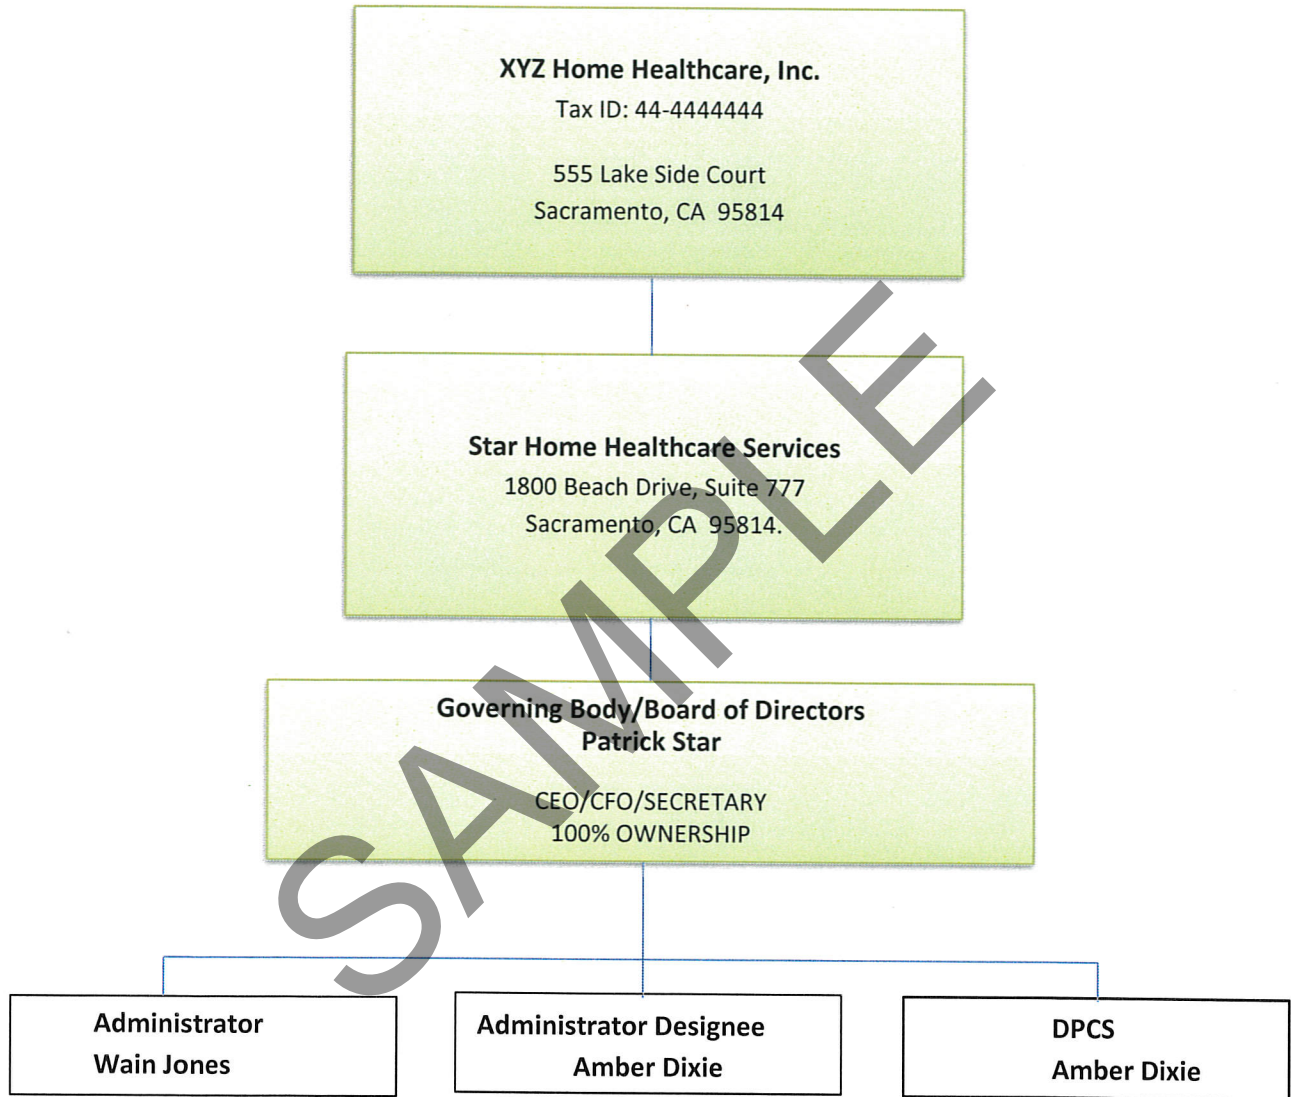 XYZ Home Healthcare, Inc.
Tax ID: 44-4444444
555 Lake Side Court
Sacramento, CA  95814
Star Home Healthcare Services
1800 Beach Drive, Suite 777
Sacramento, CA  95814.
Governing Body/Board of Directors
Patrick Star
CEO/CFO/SECRETARY
100% OWNERSHIP
Administrator
Wain Jones
Administrator Designee
Amber Dixie
DPCS
Amber Dixie
SAMPLE